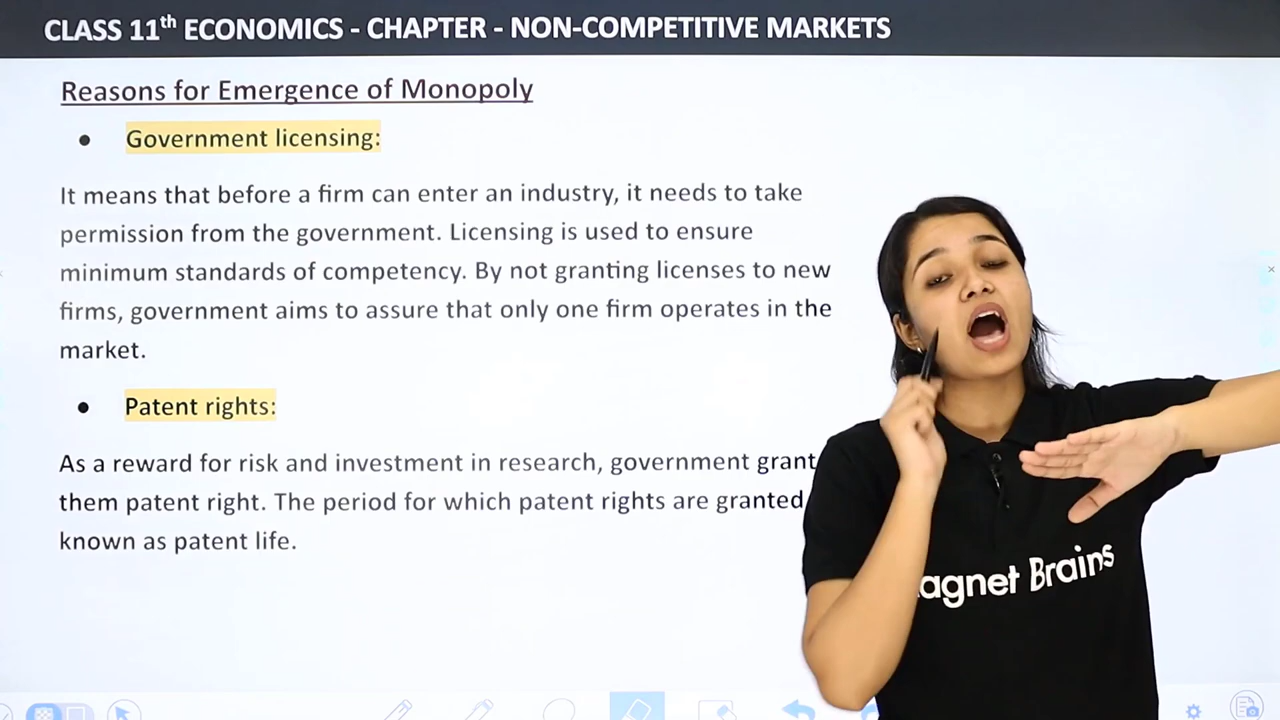 CLASS 11th ECONOMICS - CHAPTER - NON-COMPETITIVE MARKETS
Reasons for Emergence of Monopoly
● Government licensing:
It means that before a firm can enter an industry, it needs to take
permission from the government. Licensing is used to ensure
minimum standards of competency. By not granting licenses to new
firms, government aims to assure that only one firm operates in the
market.
● Patent rights:
As a reward for risk and investment in research, government grant
them patent right. The period for which patent rights are granted
known as patent life.
agnet Brains